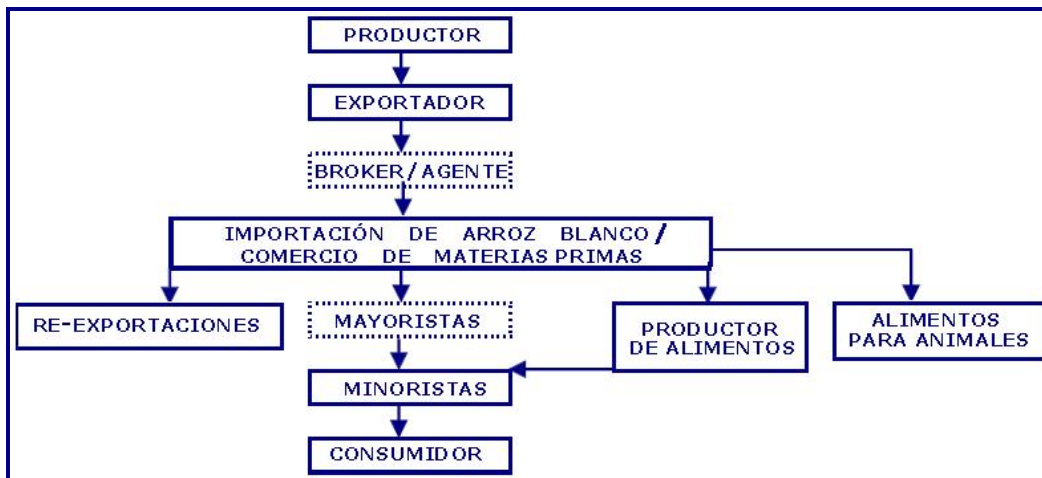 PRODUCTOR
EXPORTADOR
BROKER/AGENTE
IMPORTACIÓN DE ARROZ BLANCO/
COMERCIO DE MATERIAS PRIMAS
RE-EXPORTACIONES
MAYORISTAS
PRODUCTOR
DE ALIMENTOS
ALIMENTOS
PARA ANIMALES
MINORISTAS
CONSUMIDOR